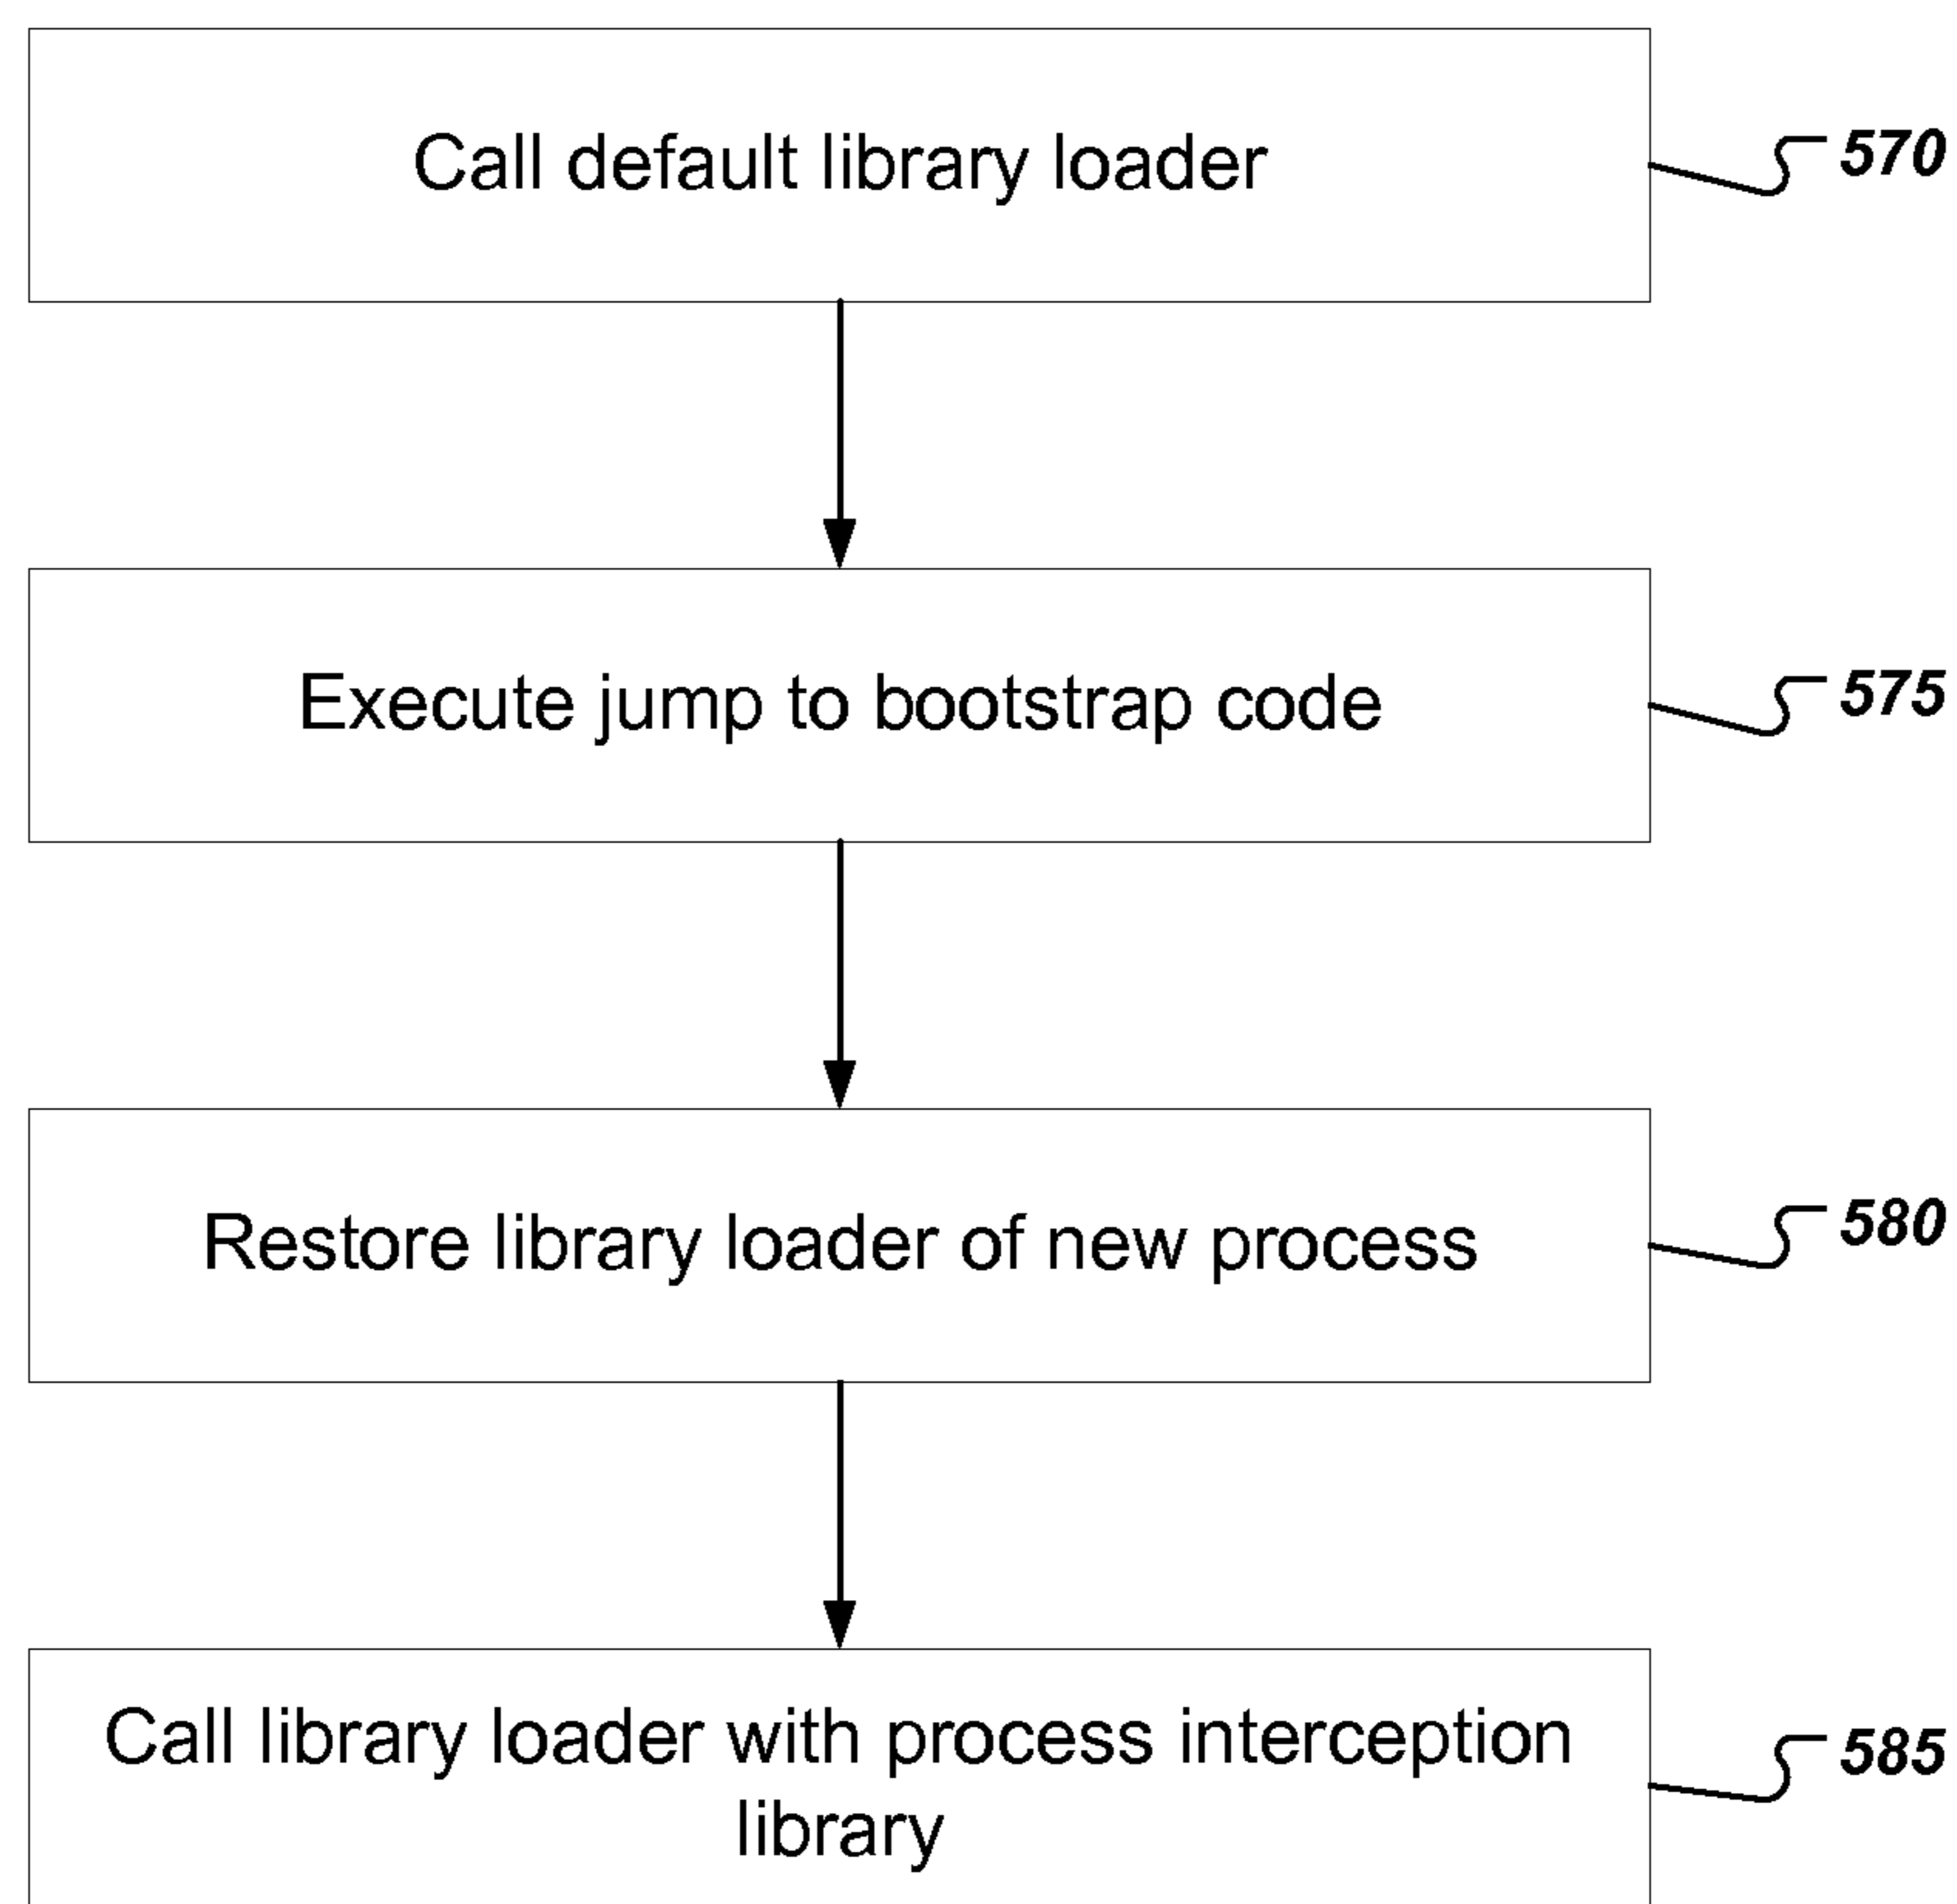 Call default library loader
570
Execute jump to bootstrap code
575
Restore library loader of new process
580
Call library loader with process interception
library
585